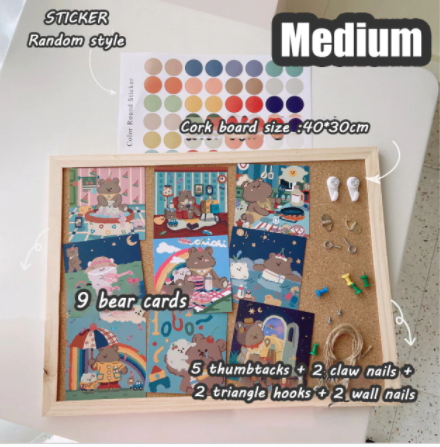 STICKER
Random style
Medium
Color Round Sticker
Cork board size :40*30cm
9 bear cards
5 thumbtacks + 2 claw nails +
2 triangle hooks + 2 wall nails